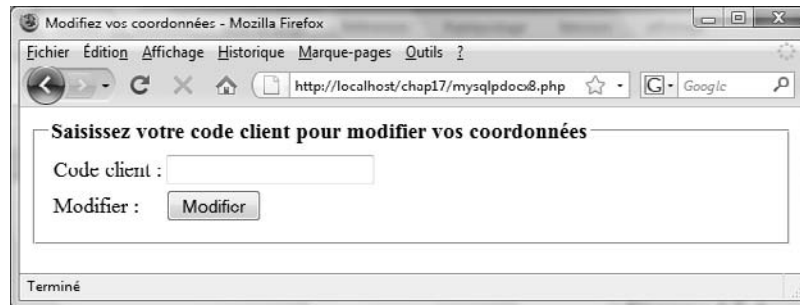 Modifiez vos coordonnées - Mozilla Firefox
Fichier Édition Affichage Historique Marque-pages Outils ?
http://localhost/chap17/mysqlpdocx8.php G Google
Saisissez votre code client pour modifier vos coordonnées
Code client :
Modifier : Modifier
Terminé